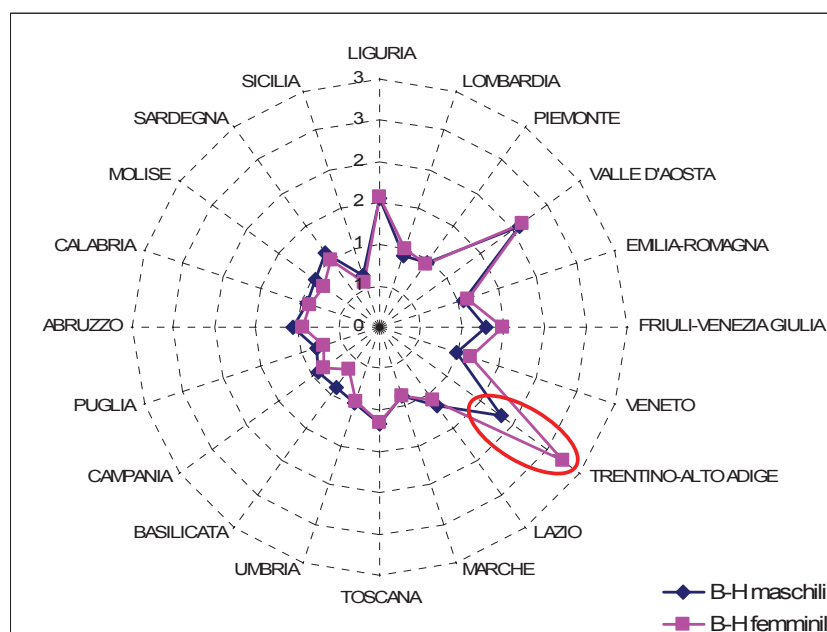 LIGURIA
LOMBARDIA
PIEMONTE
VALLE D'AOSTA
EMILIA-ROMAGNA
FRIULI-VENEZIA GIULIA
VENETO
TRENTINO-ALTO ADIGE
LAZIO
MARCHE
TOSCANA
UMBRIA
BASILICATA
CAMPANIA
PUGLIA
ABRUZZO
CALABRIA
MOLISE
SARDEGNA
SICILIA
3
3
2
2
1
1
0
B-H maschili
B-H femminil